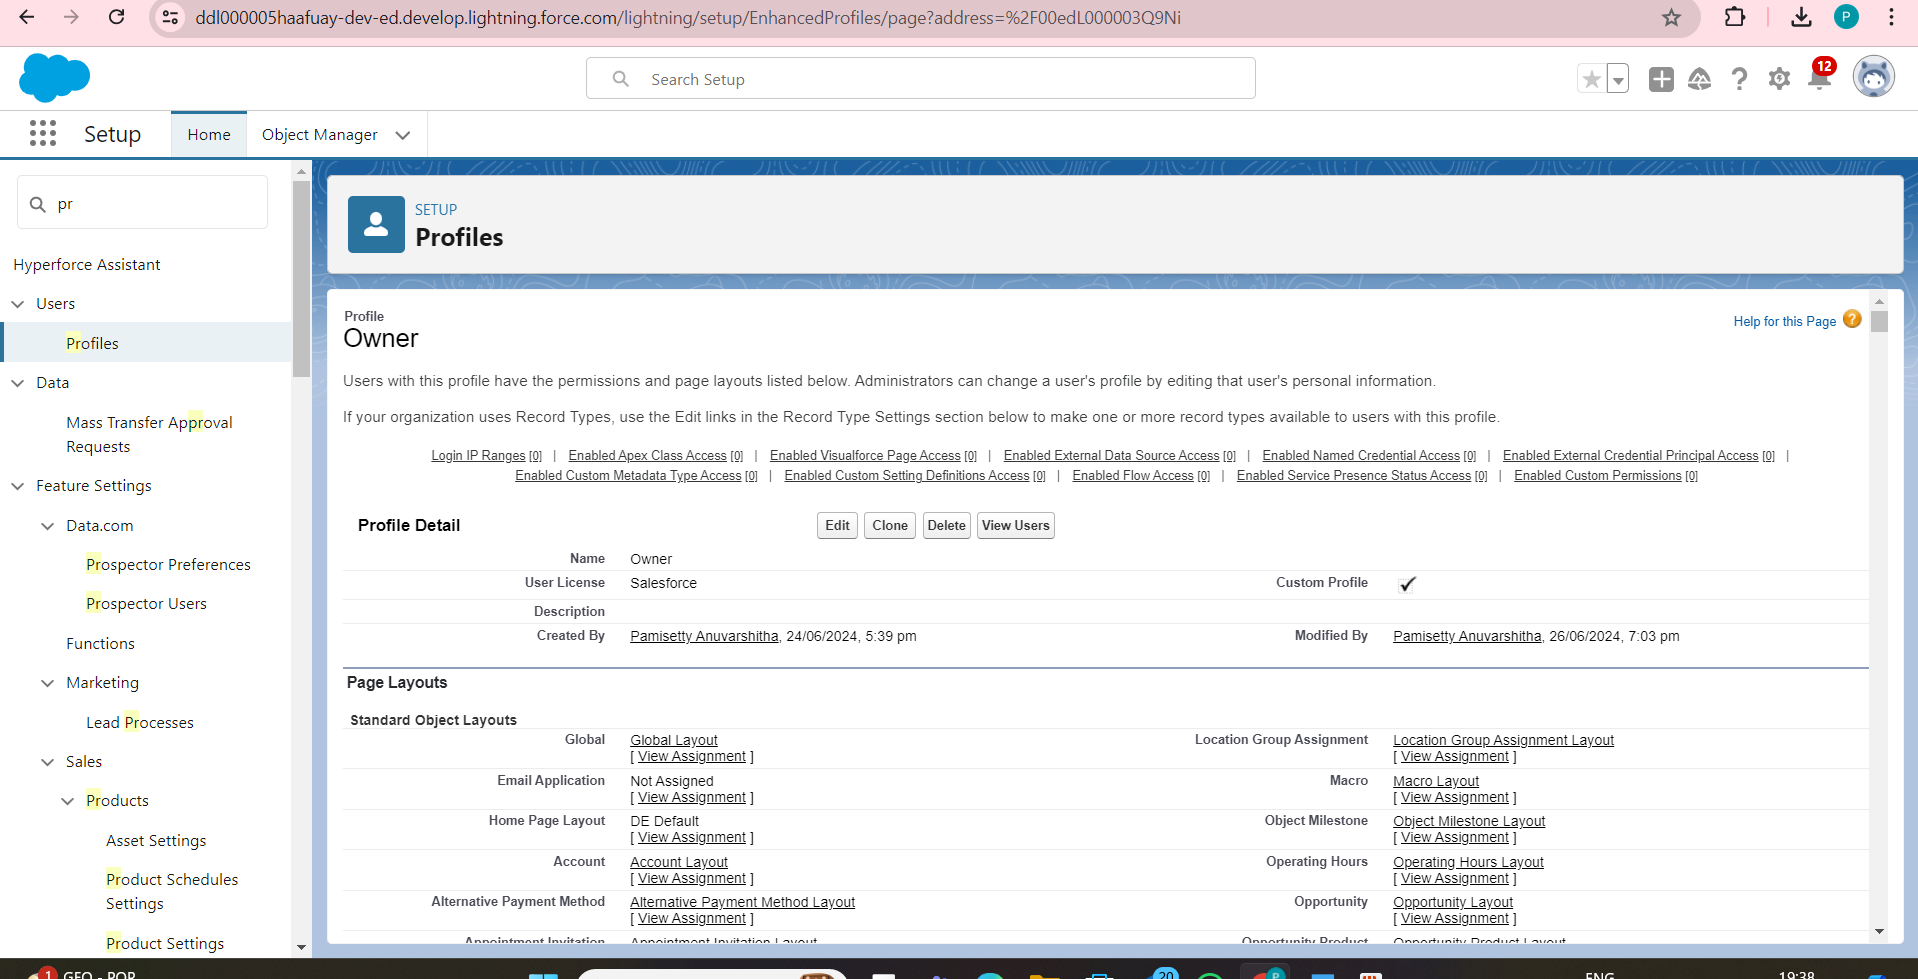 ddl000005haafuay-dev-ed.develop.lightning.force.com/lightning/setup/EnhancedProfiles/page?address=%2F00edL000003Q9Ni
P
Search Setup
12
Setup
Home
Object Manager
pr
Hyperforce Assistant
Users
Profiles
Data
Mass Transfer Approval
Requests
Feature Settings
Data.com
Prospector Preferences
Prospector Users
Functions
Marketing
Lead Processes
Sales
Products
Asset Settings
Product Schedules
Settings
Product Settings
SETUP
Profiles
Profile
Owner
Help for this Page ?
Users with this profile have the permissions and page layouts listed below. Administrators can change a user's profile by editing that user's personal information.
If your organization uses Record Types, use the Edit links in the Record Type Settings section below to make one or more record types available to users with this profile.
Login IP Ranges [0] | Enabled Apex Class Access [0] | Enabled Visualforce Page Access [0] | Enabled External Data Source Access [0] | Enabled Named Credential Access [0] | Enabled External Credential Principal Access [0] |
Enabled Custom Metadata Type Access [0] | Enabled Custom Setting Definitions Access [0] | Enabled Flow Access [0] | Enabled Service Presence Status Access [0] | Enabled Custom Permissions [0]
Profile Detail Edit Clone Delete View Users
Name Owner
User License Salesforce Custom Profile
Description
Created By Pamisetty Anuvarshitha, 24/06/2024, 5:39 pm Modified By Pamisetty Anuvarshitha, 26/06/2024, 7:03 pm
Page Layouts
Standard Object Layouts
Global Global Layout Location Group Assignment Location Group Assignment Layout
[ View Assignment ] [ View Assignment ]
Email Application Not Assigned Macro Macro Layout
[ View Assignment ] [ View Assignment ]
Home Page Layout DE Default Object Milestone Object Milestone Layout
[ View Assignment ] [ View Assignment ]
Account Account Layout Operating Hours Operating Hours Layout
[ View Assignment ] [ View Assignment ]
Alternative Payment Method Alternative Payment Method Layout Opportunity Opportunity Layout
[ View Assignment ] [ View Assignment ]
Appointment Invitation Appointment Invitation Layout Opportunity Product Opportunity Product Layout
1 GEO - POP 20 P ENG 19:38